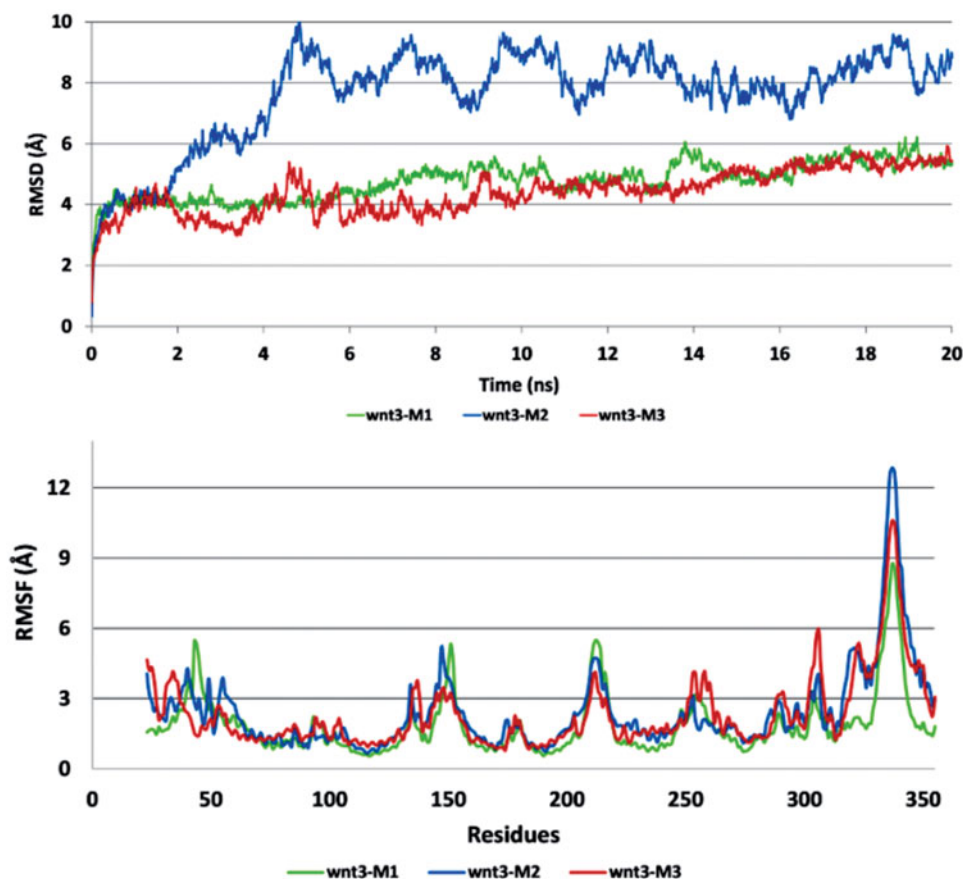 10
8
6
4
2
0
RMSD (Å)
0 2 4 6 8 10 12 14 16 18 20
Time (ns)
wnt3-M1 wnt3-M2 wnt3-M3
12
9
6
3
0
RMSF (Å)
0 50 100 150 200 250 300 350
Residues
wnt3-M1 wnt3-M2 wnt3-M3